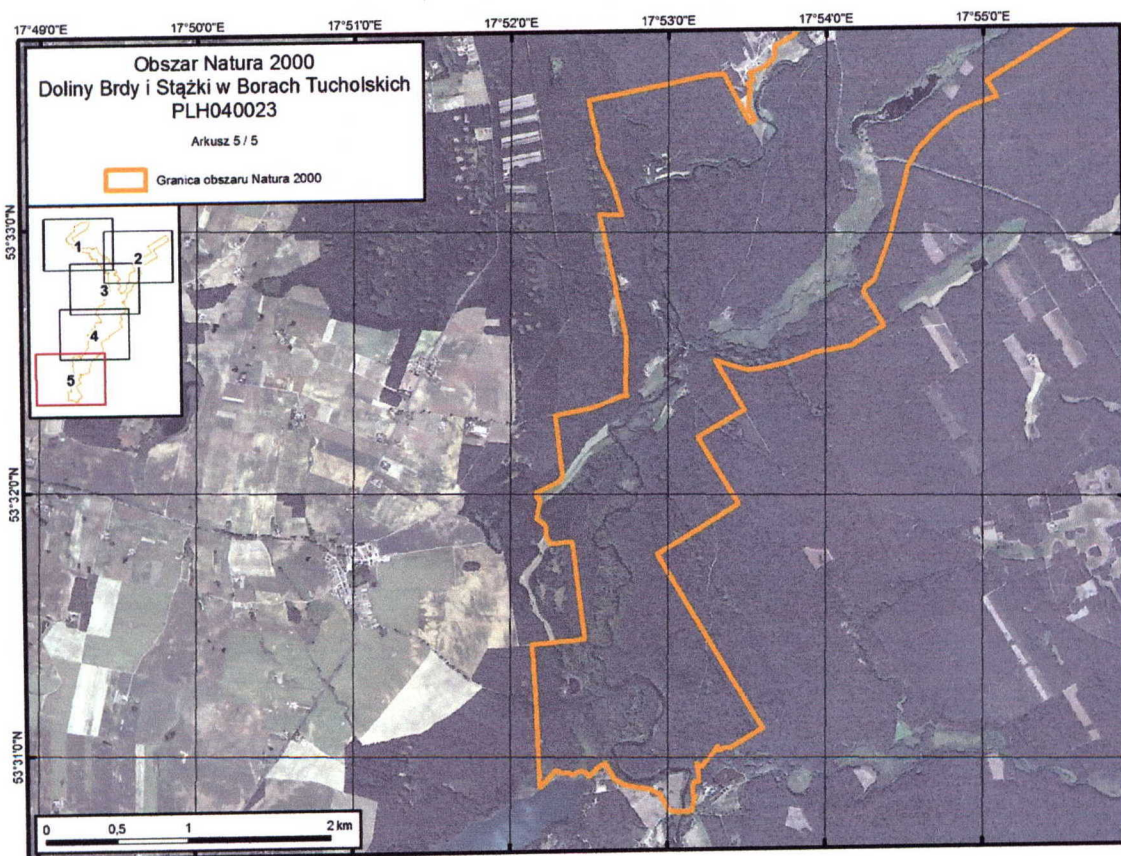 17°49'0"E 17°50'0"E 17°51'0"E 17°52'0"E 17°53'0"E 17°54'0"E 17°55'0"E
Obszar Natura 2000
Doliny Brdy i Stążki w Borach Tucholskich
PLH040023
Arkusz 5 / 5
Granica obszaru Natura 2000
1
2
3
4
5
53°33'0"N
53°32'0"N
53°31'0"N
0 0,5 1 2 km